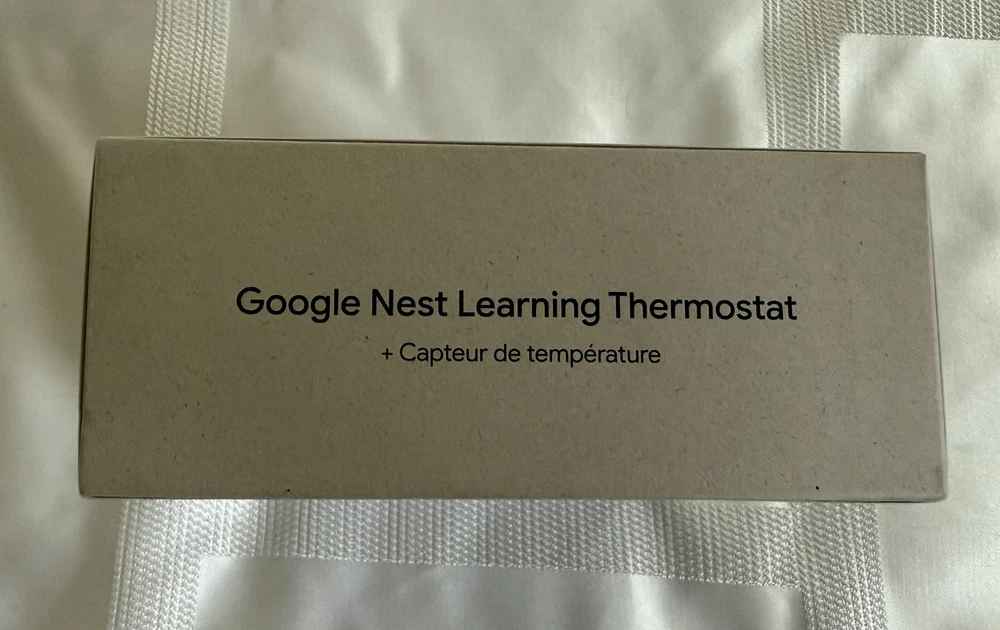 Google Nest Learning Thermostat
+ Capteur de température